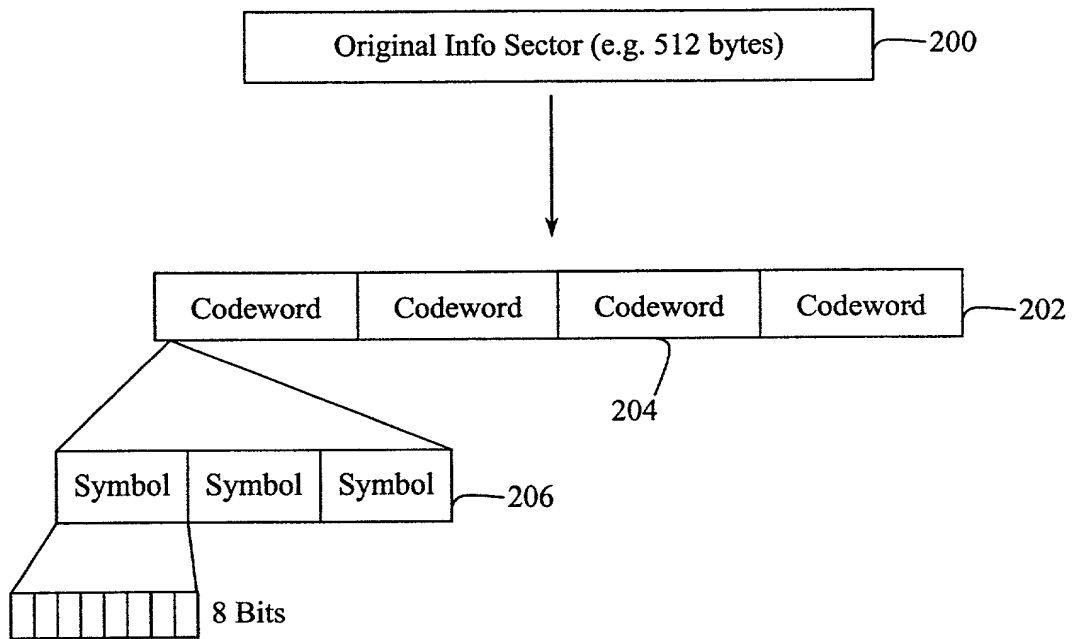 Original Info Sector (e.g. 512 bytes)
200
Codeword Codeword Codeword Codeword
202
204
Symbol Symbol Symbol
206
8 Bits